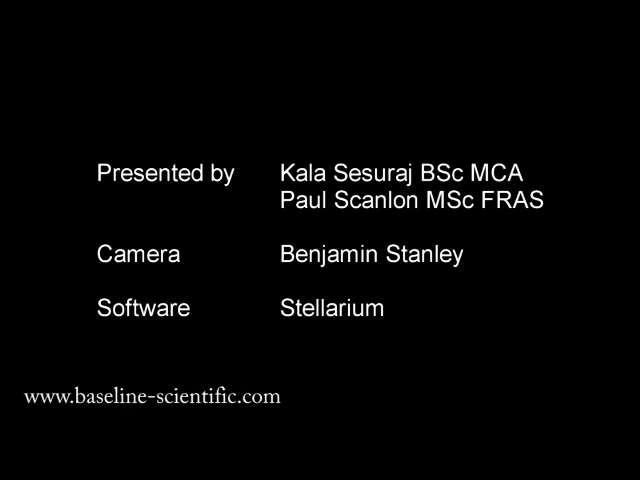 Presented by Kala Sesuraj BSc MCA
Paul Scanlon MSc FRAS
Camera Benjamin Stanley
Software Stellarium
www.baseline-scientific.com